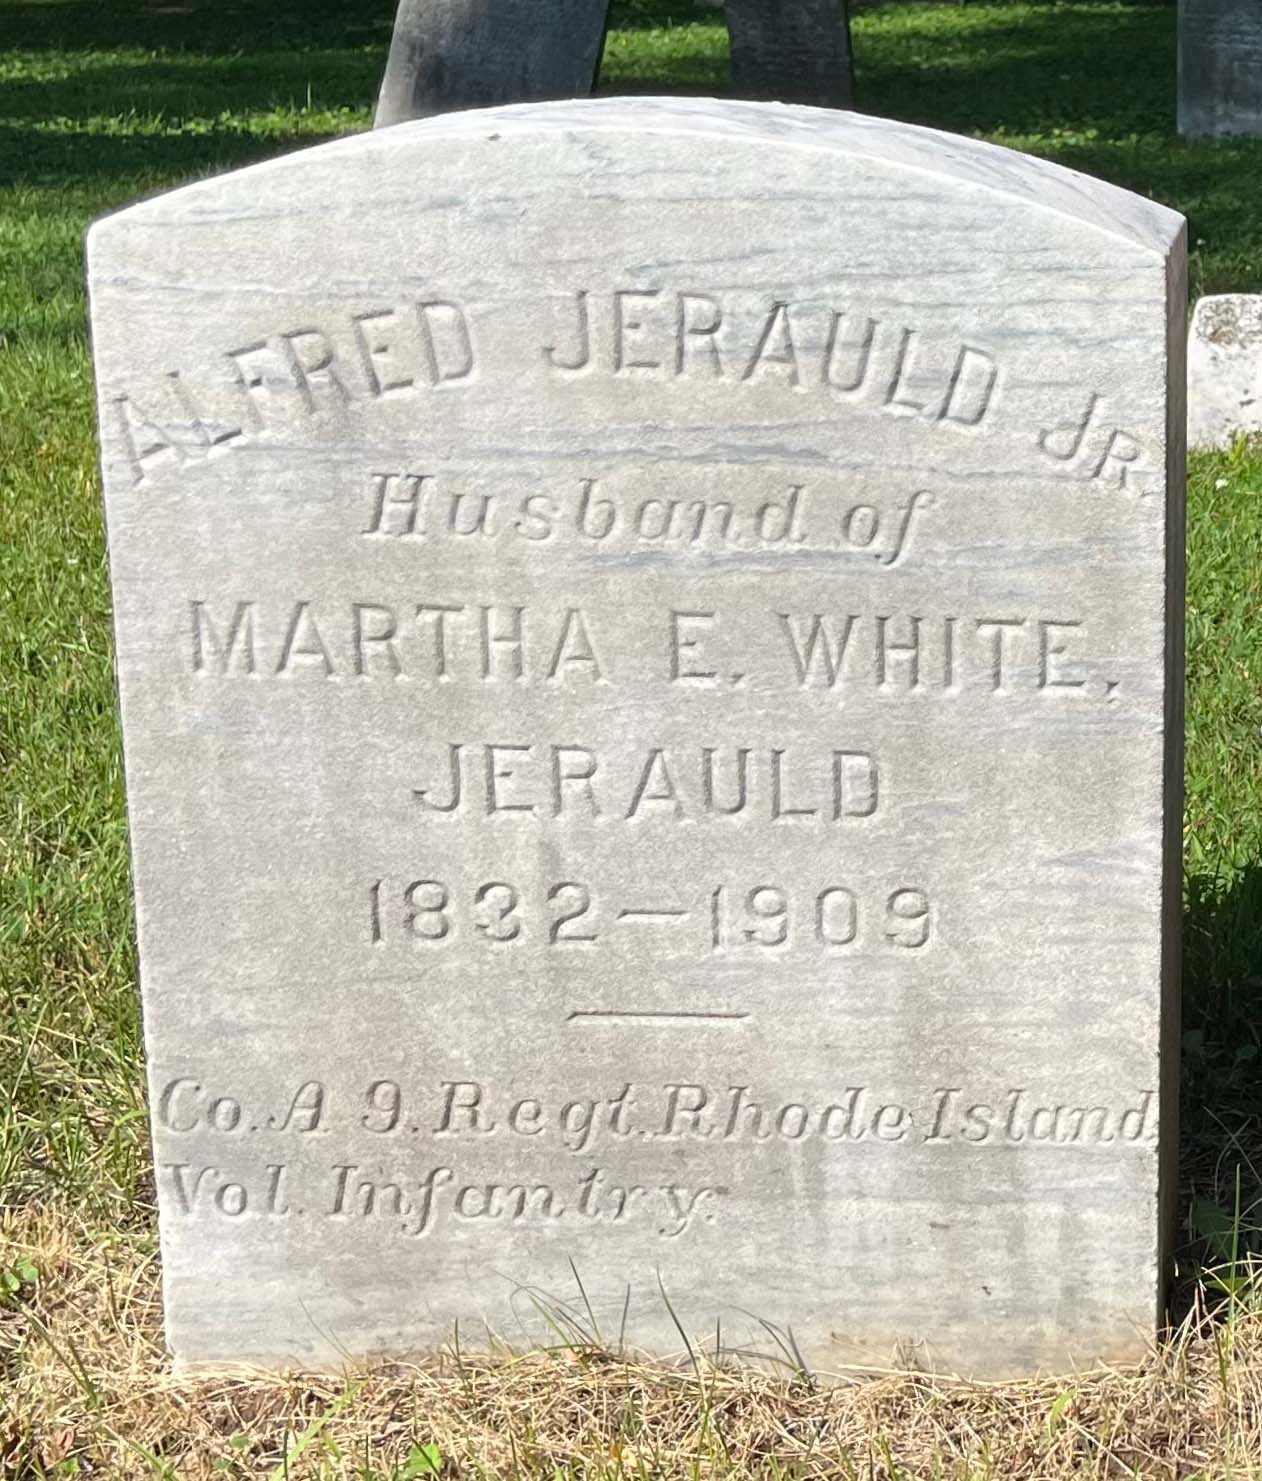 ALFRED JERAULD JR.
Husband of
MARTHA E. WHITE,
JERAULD
1832–1909
Co. A 9. Regt. Rhode Island
Vol. Infantry.